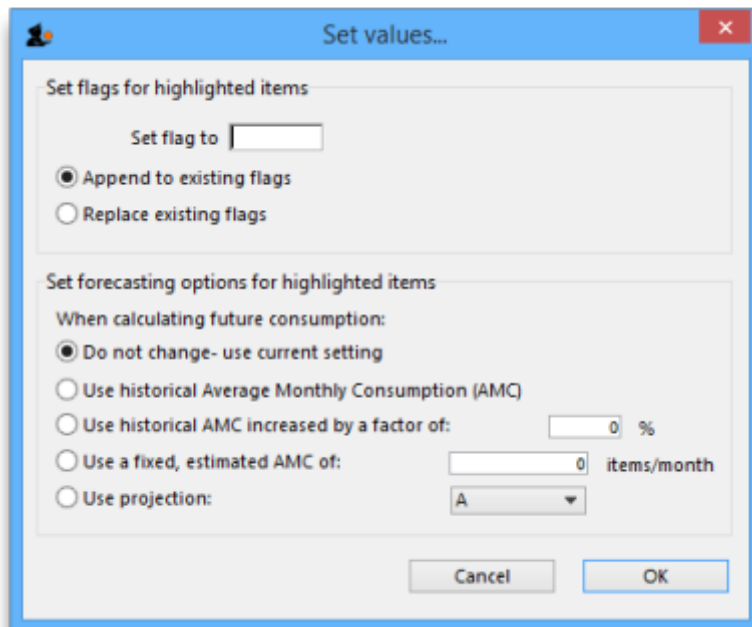 Set values...
Set flags for highlighted items
Set flag to
Append to existing flags
Replace existing flags
Set forecasting options for highlighted items
When calculating future consumption:
Do not change- use current setting
Use historical Average Monthly Consumption (AMC)
Use historical AMC increased by a factor of: 0 %
Use a fixed, estimated AMC of: 0 items/month
Use projection: A
Cancel OK